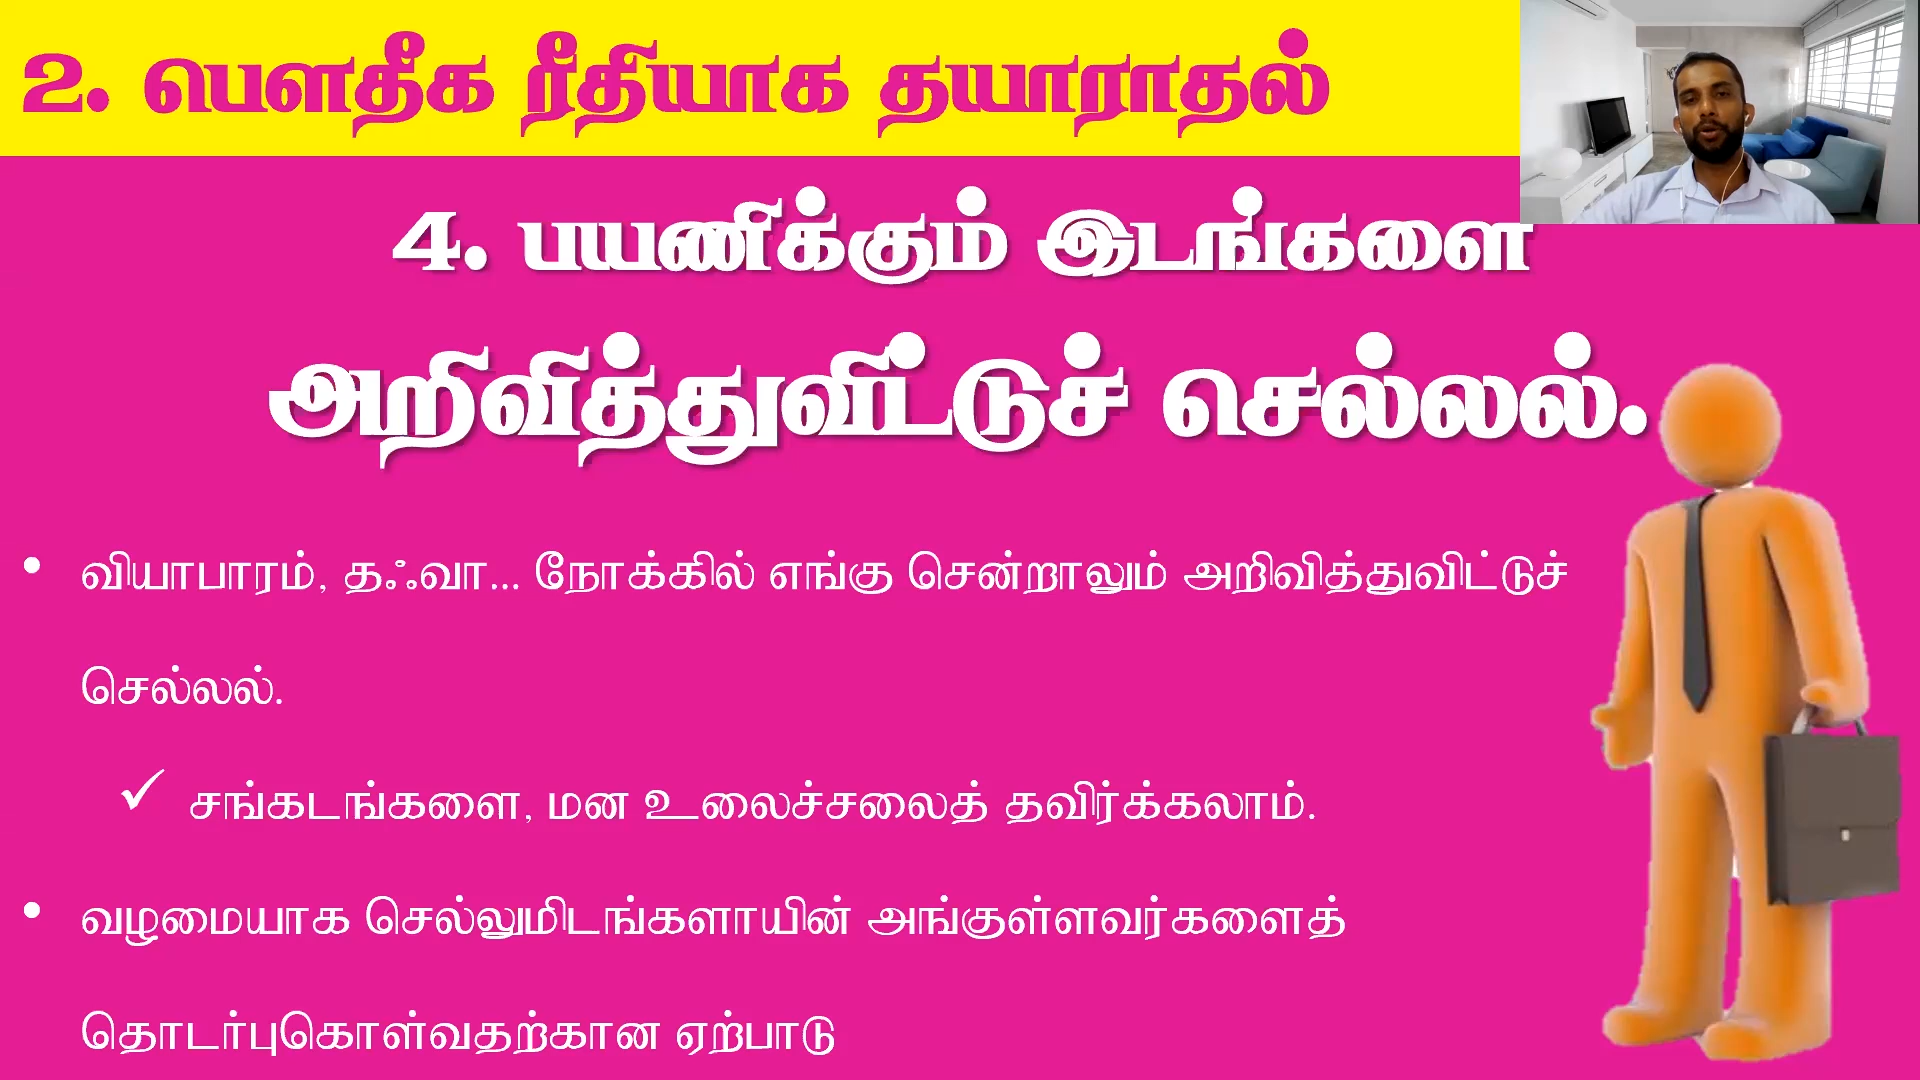 2. பௌதீக ரீதியாக தயாராதல்
4. பயணிக்கும் இடங்களை
அறிவித்துவிட்டுச் செல்லல்.
• வியாபாரம், தஃவா... நோக்கில் எங்கு சென்றாலும் அறிவித்துவிட்டுச்
செல்லல்.
✓ சங்கடங்களை, மன உலைச்சலைத் தவிர்க்கலாம்.
• வழமையாக செல்லுமிடங்களாயின் அங்குள்ளவர்களைத்
தொடர்புகொள்வதற்கான ஏற்பாடு